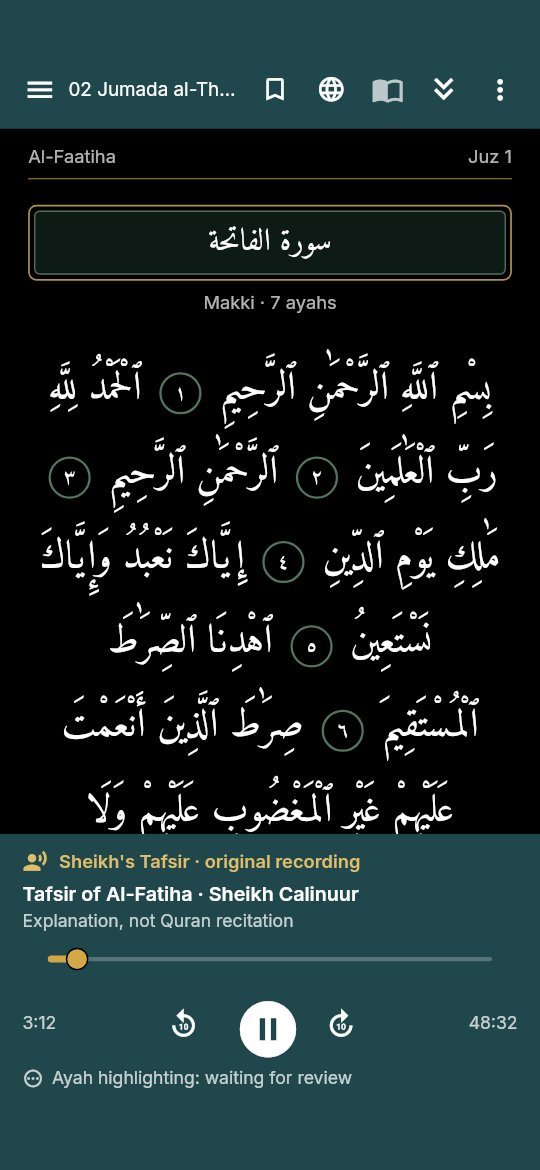 02 Jumada al-Th...
Al-Faatiha Juz 1
سورة الفاتحة
Makki · 7 ayahs
بِسْمِ ٱللَّهِ ٱلرَّحْمَٰنِ ٱلرَّحِيمِ ١ ٱلْحَمْدُ لِلَّهِ
رَبِّ ٱلْعَٰلَمِينَ ٢ ٱلرَّحْمَٰنِ ٱلرَّحِيمِ ٣
مَٰلِكِ يَوْمِ ٱلدِّينِ ٤ إِيَّاكَ نَعْبُدُ وَإِيَّاكَ
نَسْتَعِينُ ٥ ٱهْدِنَا ٱلصِّرَٰطَ
ٱلْمُسْتَقِيمَ ٦ صِرَٰطَ ٱلَّذِينَ أَنْعَمْتَ
عَلَيْهِمْ غَيْرِ ٱلْمَغْضُوبِ عَلَيْهِمْ وَلَا
Sheikh's Tafsir · original recording
Tafsir of Al-Fatiha · Sheikh Calinuur
Explanation, not Quran recitation
3:12 10 10 48:32
Ayah highlighting: waiting for review